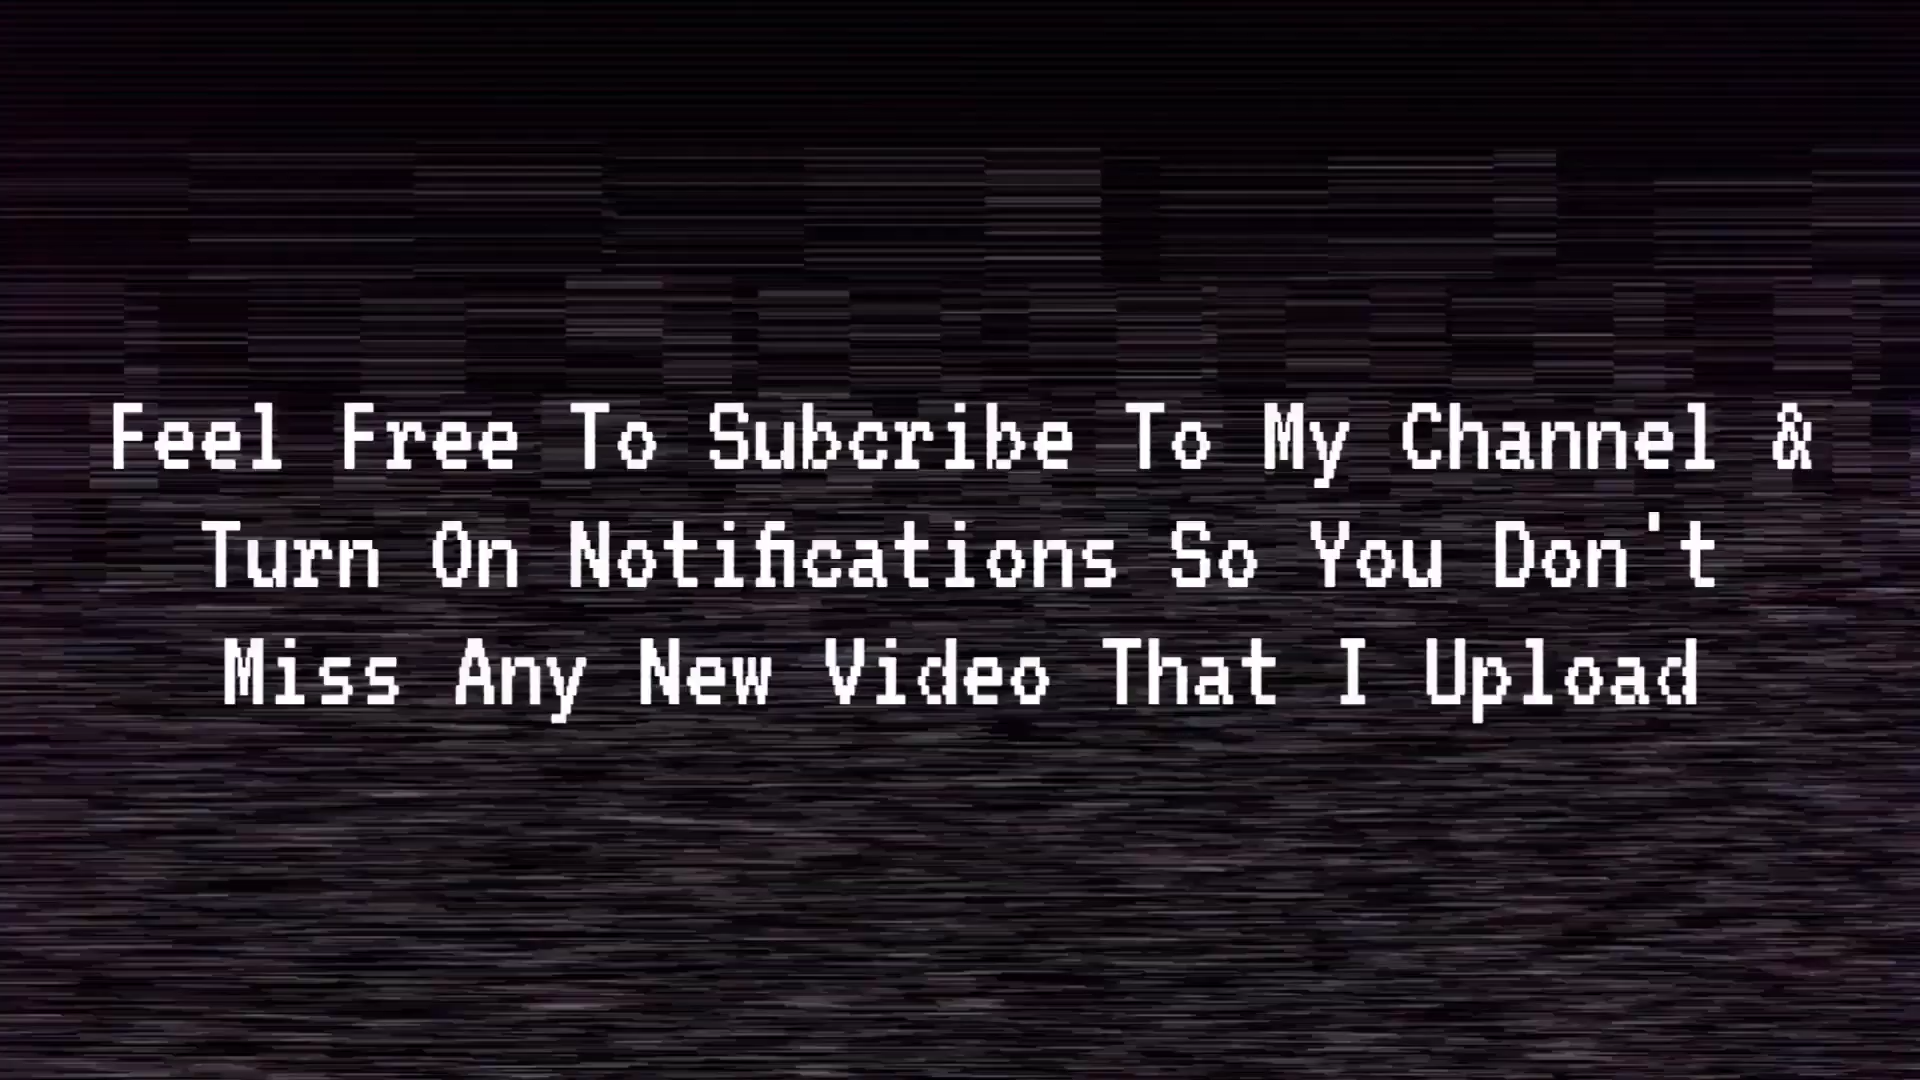 Feel Free To Subcribe To My Channel &
Turn On Notifications So You Don't
Miss Any New Video That I Upload